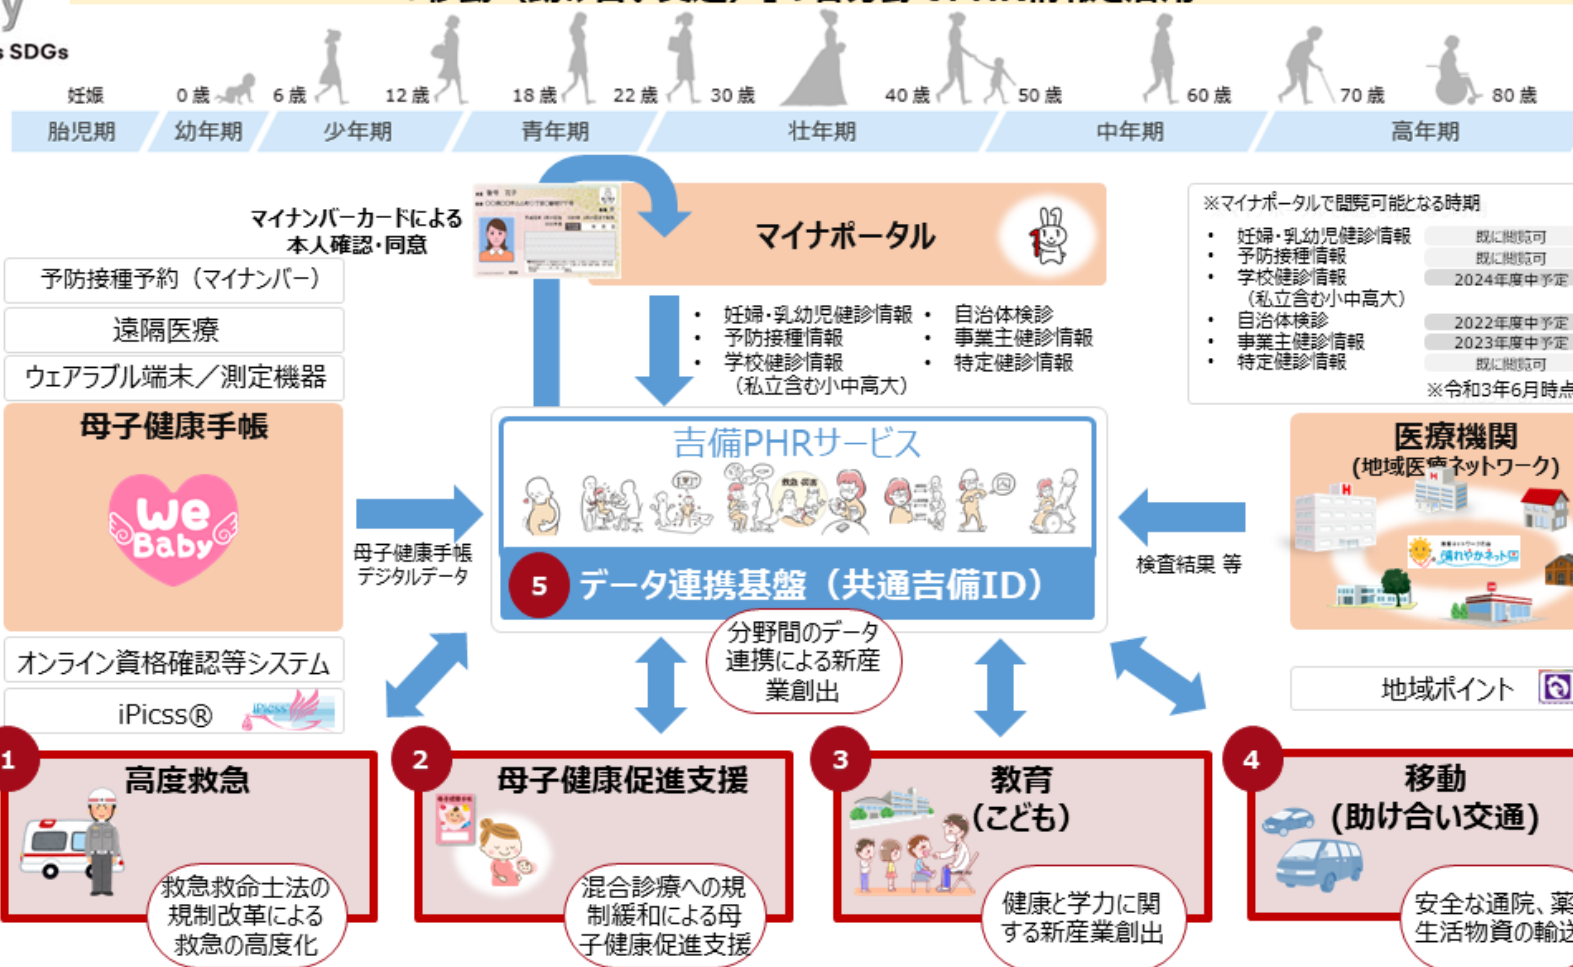 y
s SDGs
妊娠 0歳 6歳 12歳 18歳 22歳 30歳 40歳 50歳 60歳 70歳 80歳
胎児期 幼年期 少年期 青年期 壮年期 中年期 高年期
マイナンバーカードによる
本人確認・同意
マイナポータル
※マイナポータルで閲覧可能となる時期
・ 妊婦・乳幼児健診情報 既に閲覧可
・ 予防接種情報 既に閲覧可
・ 学校健診情報 2024年度中予定
（私立含む小中高大）
・ 自治体検診 2022年度中予定
・ 事業主健診情報 2023年度中予定
・ 特定健診情報 既に閲覧可
※令和3年6月時点
予防接種予約（マイナンバー）
遠隔医療
ウェアラブル端末／測定機器
・ 妊婦・乳幼児健診情報
・ 予防接種情報
・ 学校健診情報
（私立含む小中高大）
・ 自治体検診
・ 事業主健診情報
・ 特定健診情報
母子健康手帳
We
Baby
母子健康手帳
デジタルデータ
吉備PHRサービス
救急・災害
5 データ連携基盤（共通吉備ID）
分野間のデータ
連携による新産
業創出
検査結果 等
医療機関
(地域医療ネットワーク)
H
H
晴れやかネット
オンライン資格確認等システム
iPicss®
iPicss
地域ポイント
1
高度救急
救急救命士法の
規制改革による
救急の高度化
2
母子健康促進支援
混合診療への規
制緩和による母
子健康促進支援
3
教育
（こども）
健康と学力に関
する新産業創出
4
移動
(助け合い交通)
安全な通院、薬
生活物資の輸送